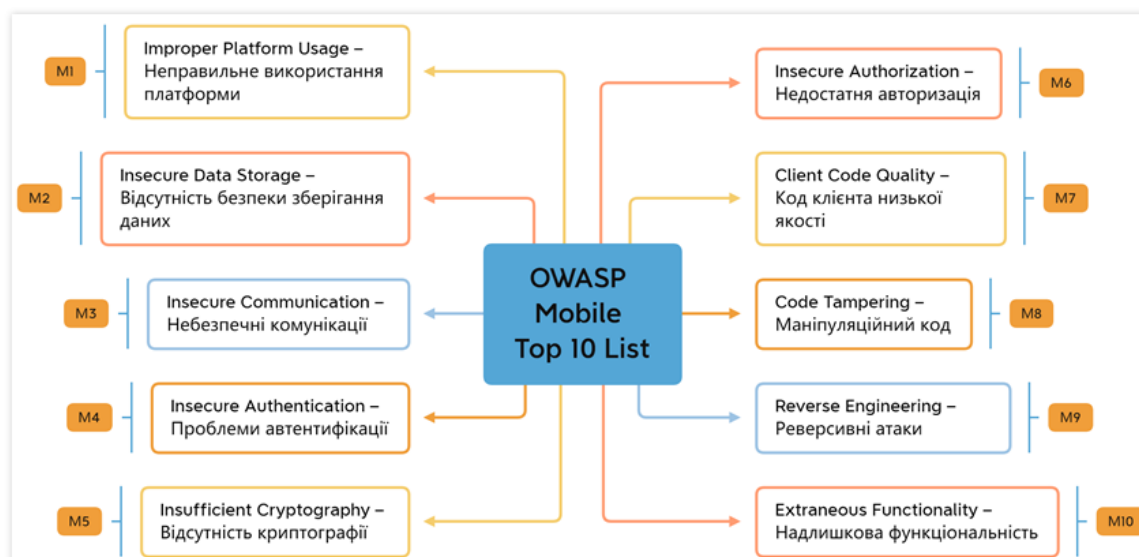 M1
Improper Platform Usage –
Неправильне використання
платформи
M2
Insecure Data Storage –
Відсутність безпеки зберігання
даних
M3
Insecure Communication –
Небезпечні комунікації
M4
Insecure Authentication –
Проблеми автентифікації
M5
Insufficient Cryptography –
Відсутність криптографії
OWASP
Mobile
Top 10 List
Insecure Authorization –
Недостатня авторизація
M6
Client Code Quality –
Код клієнта низької
якості
M7
Code Tampering –
Маніпуляційний код
M8
Reverse Engineering –
Реверсивні атаки
M9
Extraneous Functionality –
Надлишкова функціональність
M10